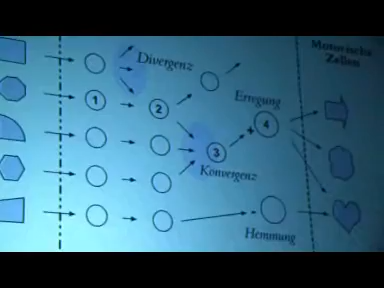 Motorische
Zellen
Divergenz
Erregung
1
2
4
+
3
Konvergenz
-
Hemmung